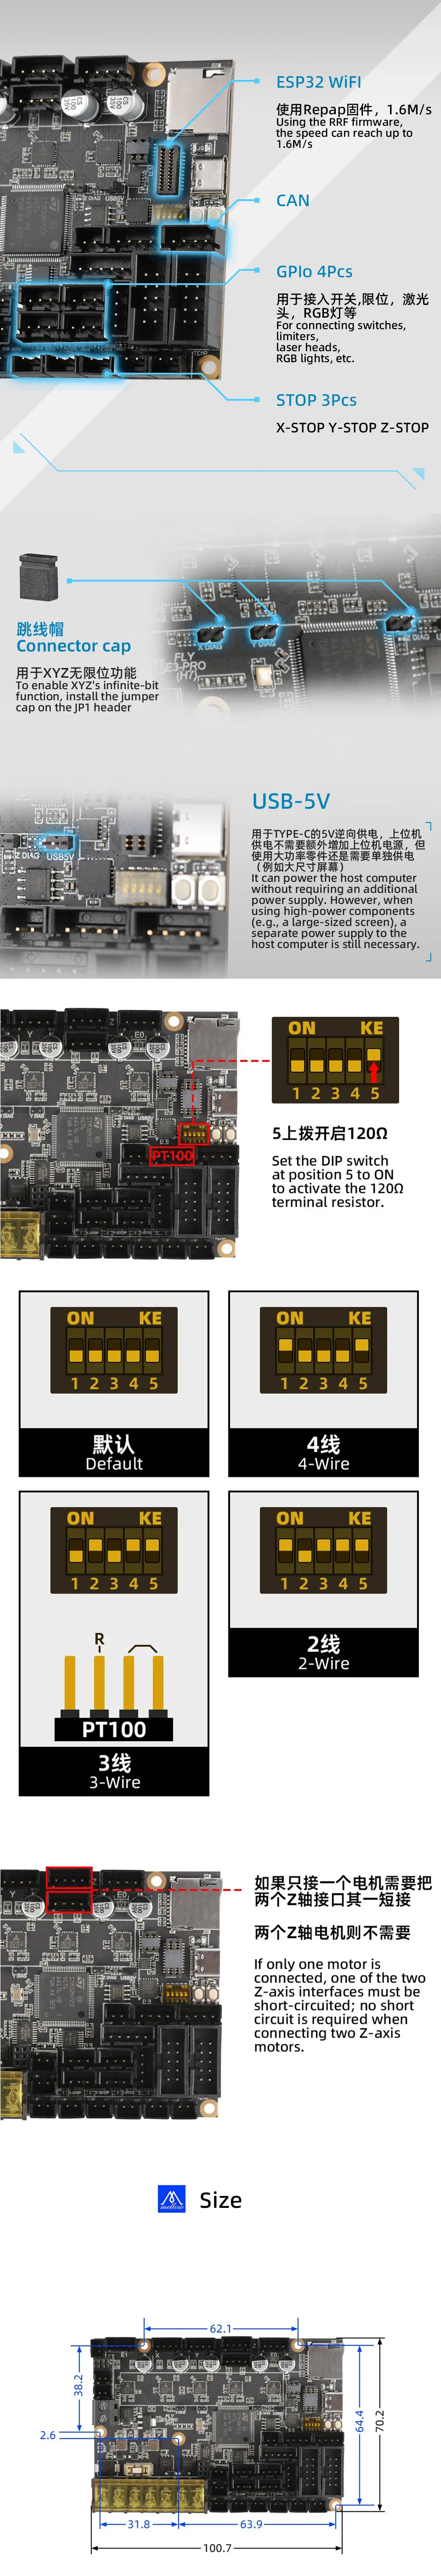 ESP32 WiFI
使用Repap固件，1.6M/s
Using the RRF firmware,
the speed can reach up to
1.6M/s
CAN
GPIo 4Pcs
用于接入开关,限位，激光
头，RGB灯等
For connecting switches,
limiters,
laser heads,
RGB lights, etc.
STOP 3Pcs
X-STOP Y-STOP Z-STOP
跳线帽
Connector cap
用于XYZ无限位功能
To enable XYZ's infinite-bit
function, install the jumper
cap on the JP1 header
X DIAG
Y DIAG
Z DIAG
FLY
E3-PRO
(H7)
USB-5V
用于TYPE-C的5V逆向供电，上位机
供电不需要额外增加上位机电源，但
使用大功率零件还是需要单独供电
（例如大尺寸屏幕）
It can power the host computer
without requiring an additional
power supply. However, when
using high-power components
(e.g., a large-sized screen), a
separate power supply to the
host computer is still necessary.
Z DIAG USB5V
Y Z E0
E3
PT-100
ON KE
1 2 3 4 5
5上拨开启120Ω
Set the DIP switch
at position 5 to ON
to activate the 120Ω
terminal resistor.
ON KE
1 2 3 4 5
默认
Default
ON KE
1 2 3 4 5
4线
4-Wire
ON KE
1 2 3 4 5
R
PT100
3线
3-Wire
ON KE
1 2 3 4 5
2线
2-Wire
Y Z E0
如果只接一个电机需要把
两个Z轴接口其一短接
两个Z轴电机则不需要
If only one motor is
connected, one of the two
Z-axis interfaces must be
short-circuited; no short
circuit is required when
connecting two Z-axis
motors.
mellow
Size
62.1
38.2
2.6
64.4
70.2
31.8
63.9
100.7